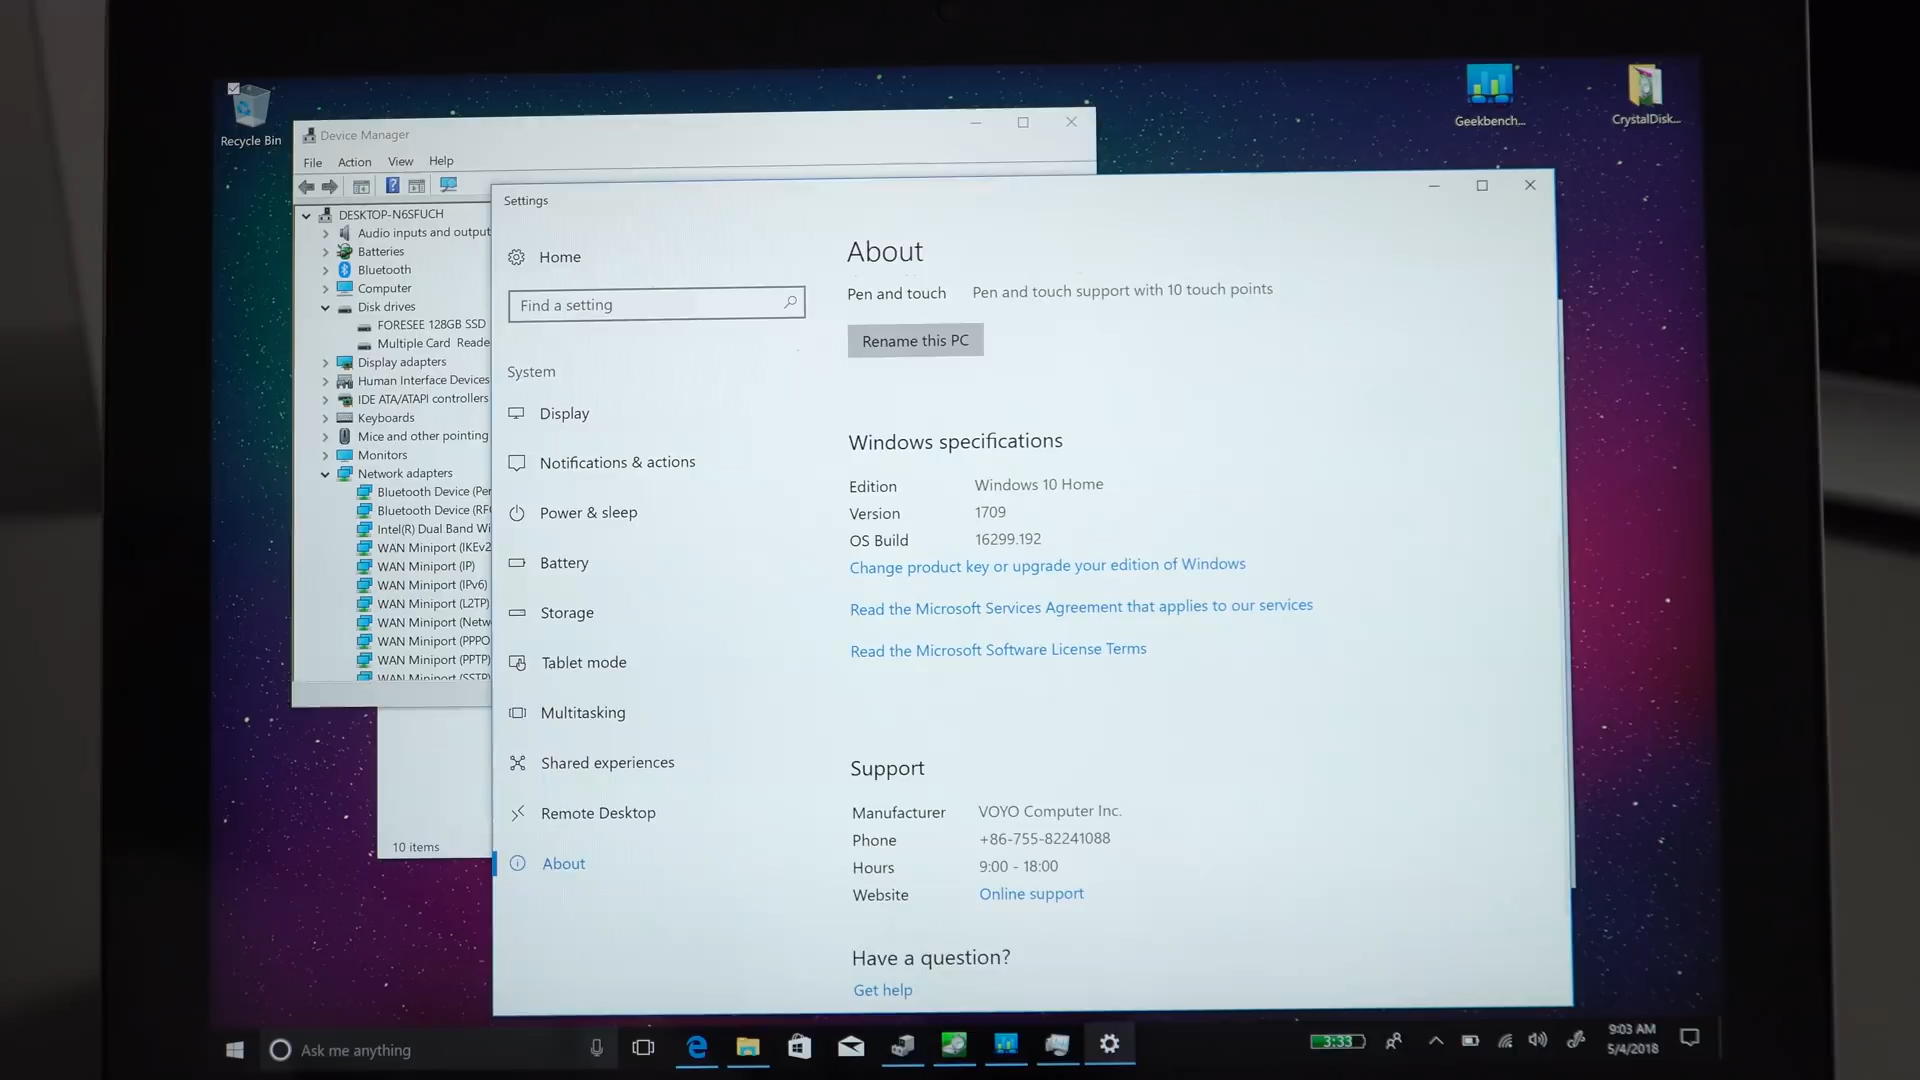 Recycle Bin
Geekbench...
CrystalDisk...
Device Manager
File Action View Help
DESKTOP-N6SFUCH
Audio inputs and output
Batteries
Bluetooth
Computer
Disk drives
FORESEE 128GB SSD
Multiple Card Reade
Display adapters
Human Interface Devices
IDE ATA/ATAPI controllers
Keyboards
Mice and other pointing
Monitors
Network adapters
Bluetooth Device (Per
Bluetooth Device (RFC
Intel(R) Dual Band Wi
WAN Miniport (IKEv2
WAN Miniport (IP)
WAN Miniport (IPv6)
WAN Miniport (L2TP)
WAN Miniport (Netw
WAN Miniport (PPPO
WAN Miniport (PPTP)
WAN Miniport (SSTP)
10 items
Settings
Home
Find a setting
System
Display
Notifications & actions
Power & sleep
Battery
Storage
Tablet mode
Multitasking
Shared experiences
Remote Desktop
About
About
Pen and touch Pen and touch support with 10 touch points
Rename this PC
Windows specifications
Edition Windows 10 Home
Version 1709
OS Build 16299.192
Change product key or upgrade your edition of Windows
Read the Microsoft Services Agreement that applies to our services
Read the Microsoft Software License Terms
Support
Manufacturer VOYO Computer Inc.
Phone +86-755-82241088
Hours 9:00 - 18:00
Website Online support
Have a question?
Get help
Ask me anything
3:33
9:03 AM
5/4/2018